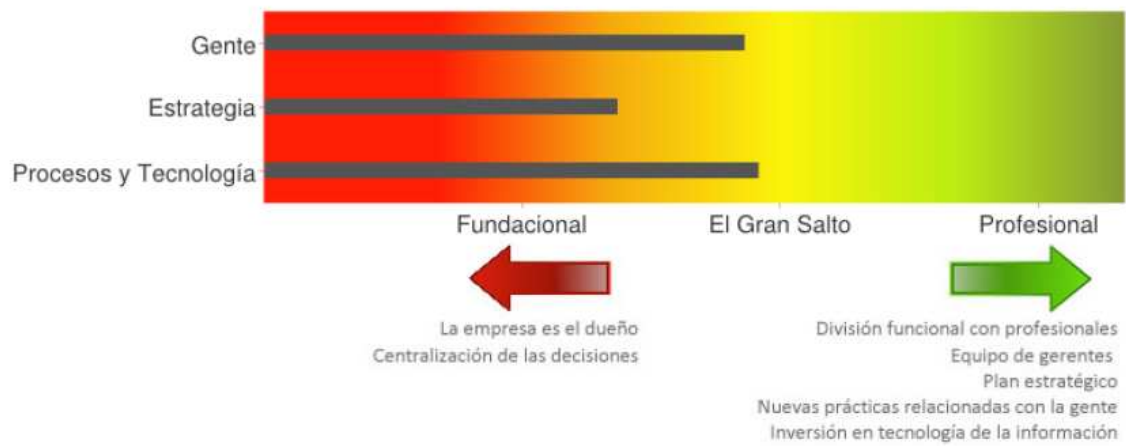 Gente
Estrategia
Procesos y Tecnología
Fundacional
El Gran Salto
Profesional
La empresa es el dueño
Centralización de las decisiones
División funcional con profesionales
Equipo de gerentes
Plan estratégico
Nuevas prácticas relacionadas con la gente
Inversión en tecnología de la información